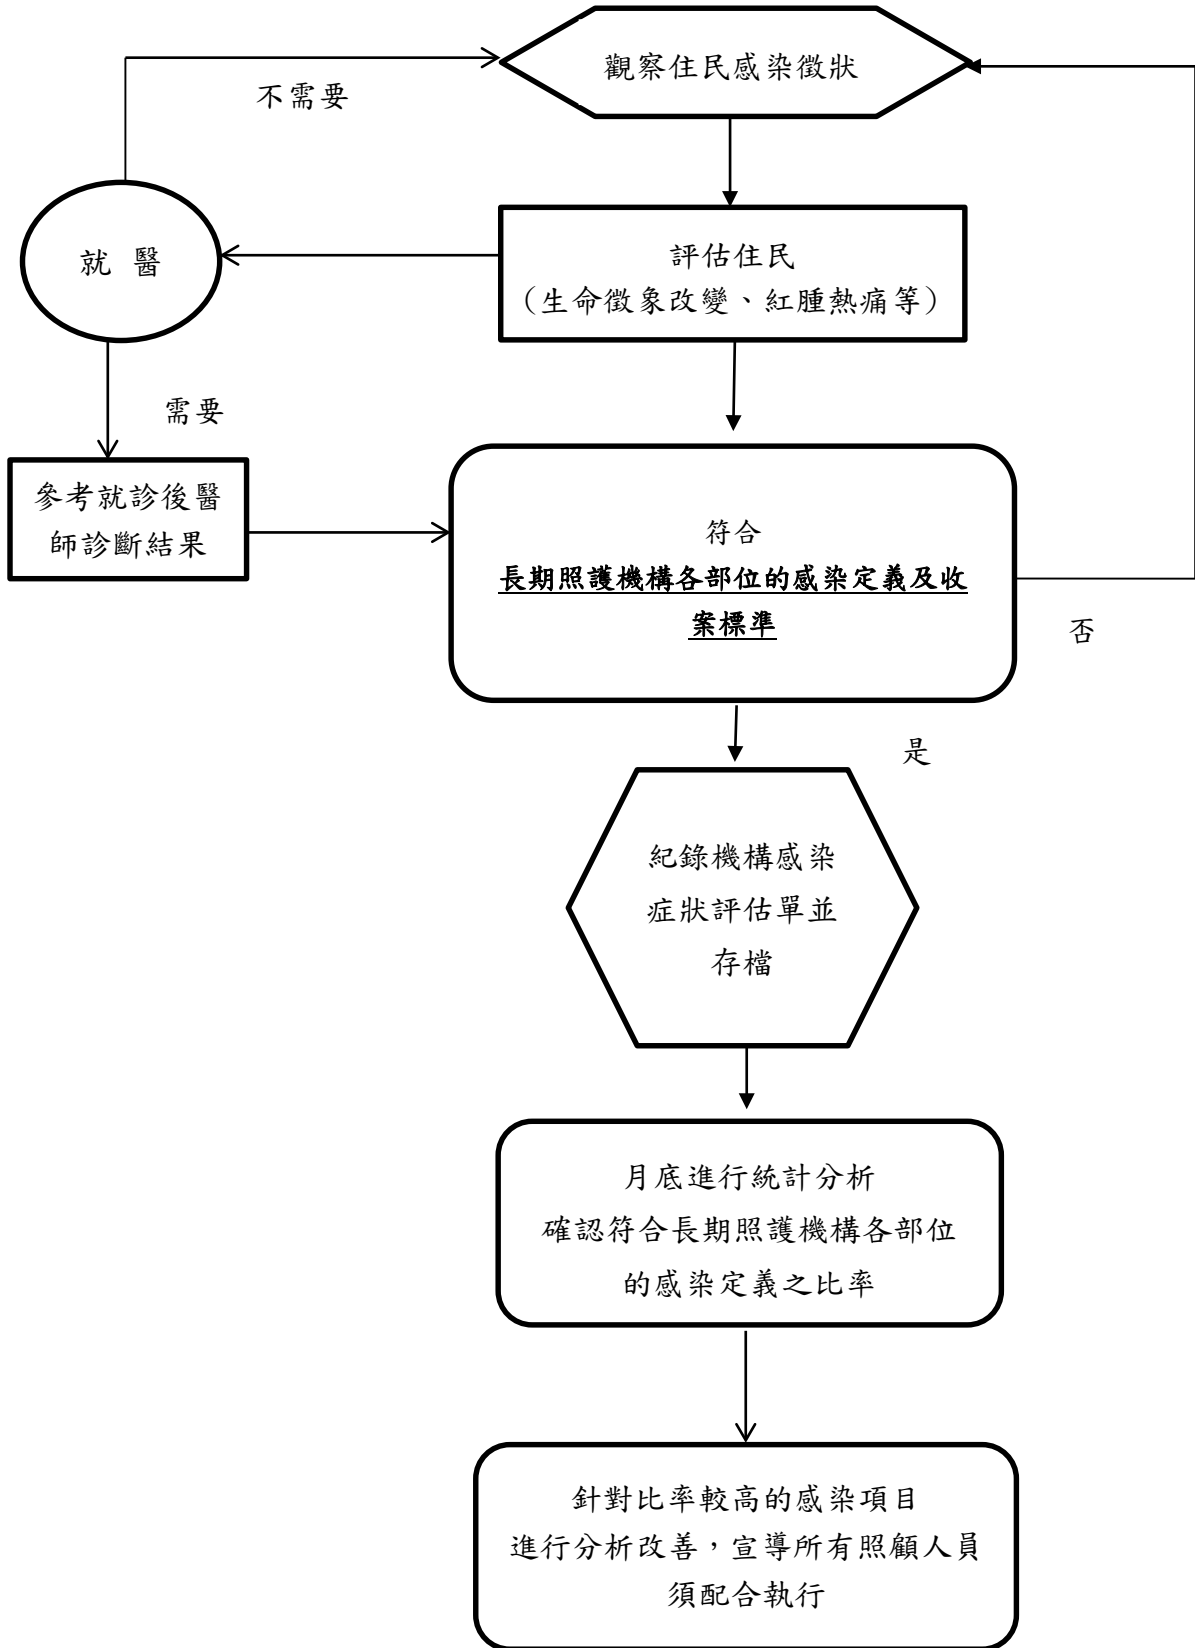 觀察住民感染徵狀
不需要
評估住民
（生命徵象改變、紅腫熱痛等）
就 醫
需要
參考就診後醫
師診斷結果
符合
長期照護機構各部位的感染定義及收
案標準
否
是
紀錄機構感染
症狀評估單並
存檔
月底進行統計分析
確認符合長期照護機構各部位
的感染定義之比率
針對比率較高的感染項目
進行分析改善，宣導所有照顧人員
須配合執行